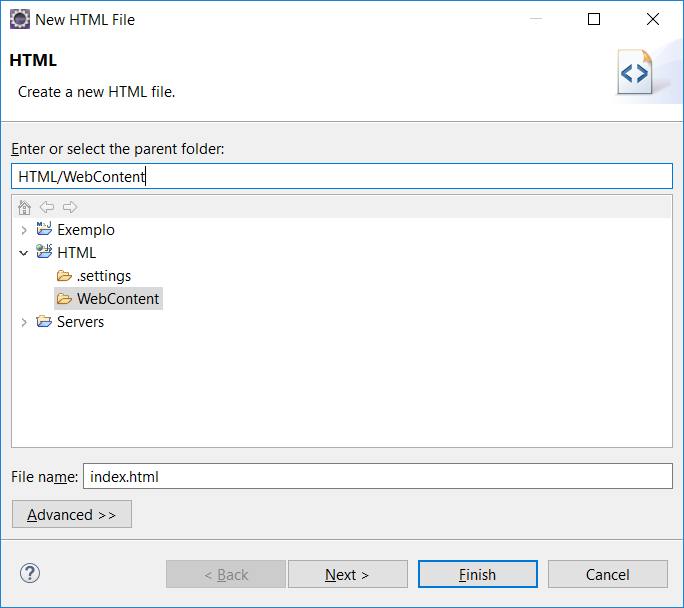 New HTML File
HTML
Create a new HTML file.
Enter or select the parent folder:
HTML/WebContent
Exemplo
HTML
.settings
WebContent
Servers
File name: index.html
Advanced >>
< Back Next > Finish Cancel